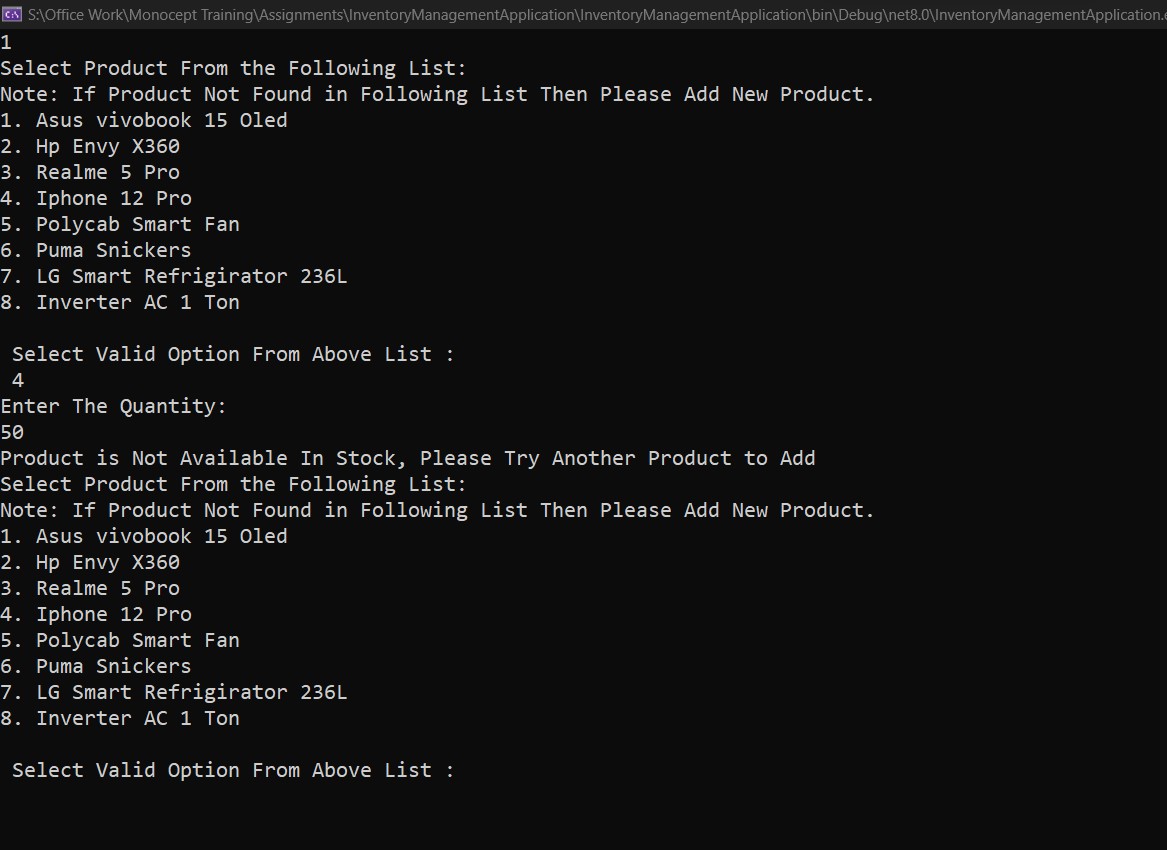 C:\ S:\Office Work\Monocept Training\Assignments\InventoryManagementApplication\InventoryManagementApplication\bin\Debug\net8.0\InventoryManagementApplication.e
1
Select Product From the Following List:
Note: If Product Not Found in Following List Then Please Add New Product.
1. Asus vivobook 15 Oled
2. Hp Envy X360
3. Realme 5 Pro
4. Iphone 12 Pro
5. Polycab Smart Fan
6. Puma Snickers
7. LG Smart Refrigirator 236L
8. Inverter AC 1 Ton
Select Valid Option From Above List :
4
Enter The Quantity:
50
Product is Not Available In Stock, Please Try Another Product to Add
Select Product From the Following List:
Note: If Product Not Found in Following List Then Please Add New Product.
1. Asus vivobook 15 Oled
2. Hp Envy X360
3. Realme 5 Pro
4. Iphone 12 Pro
5. Polycab Smart Fan
6. Puma Snickers
7. LG Smart Refrigirator 236L
8. Inverter AC 1 Ton
Select Valid Option From Above List :